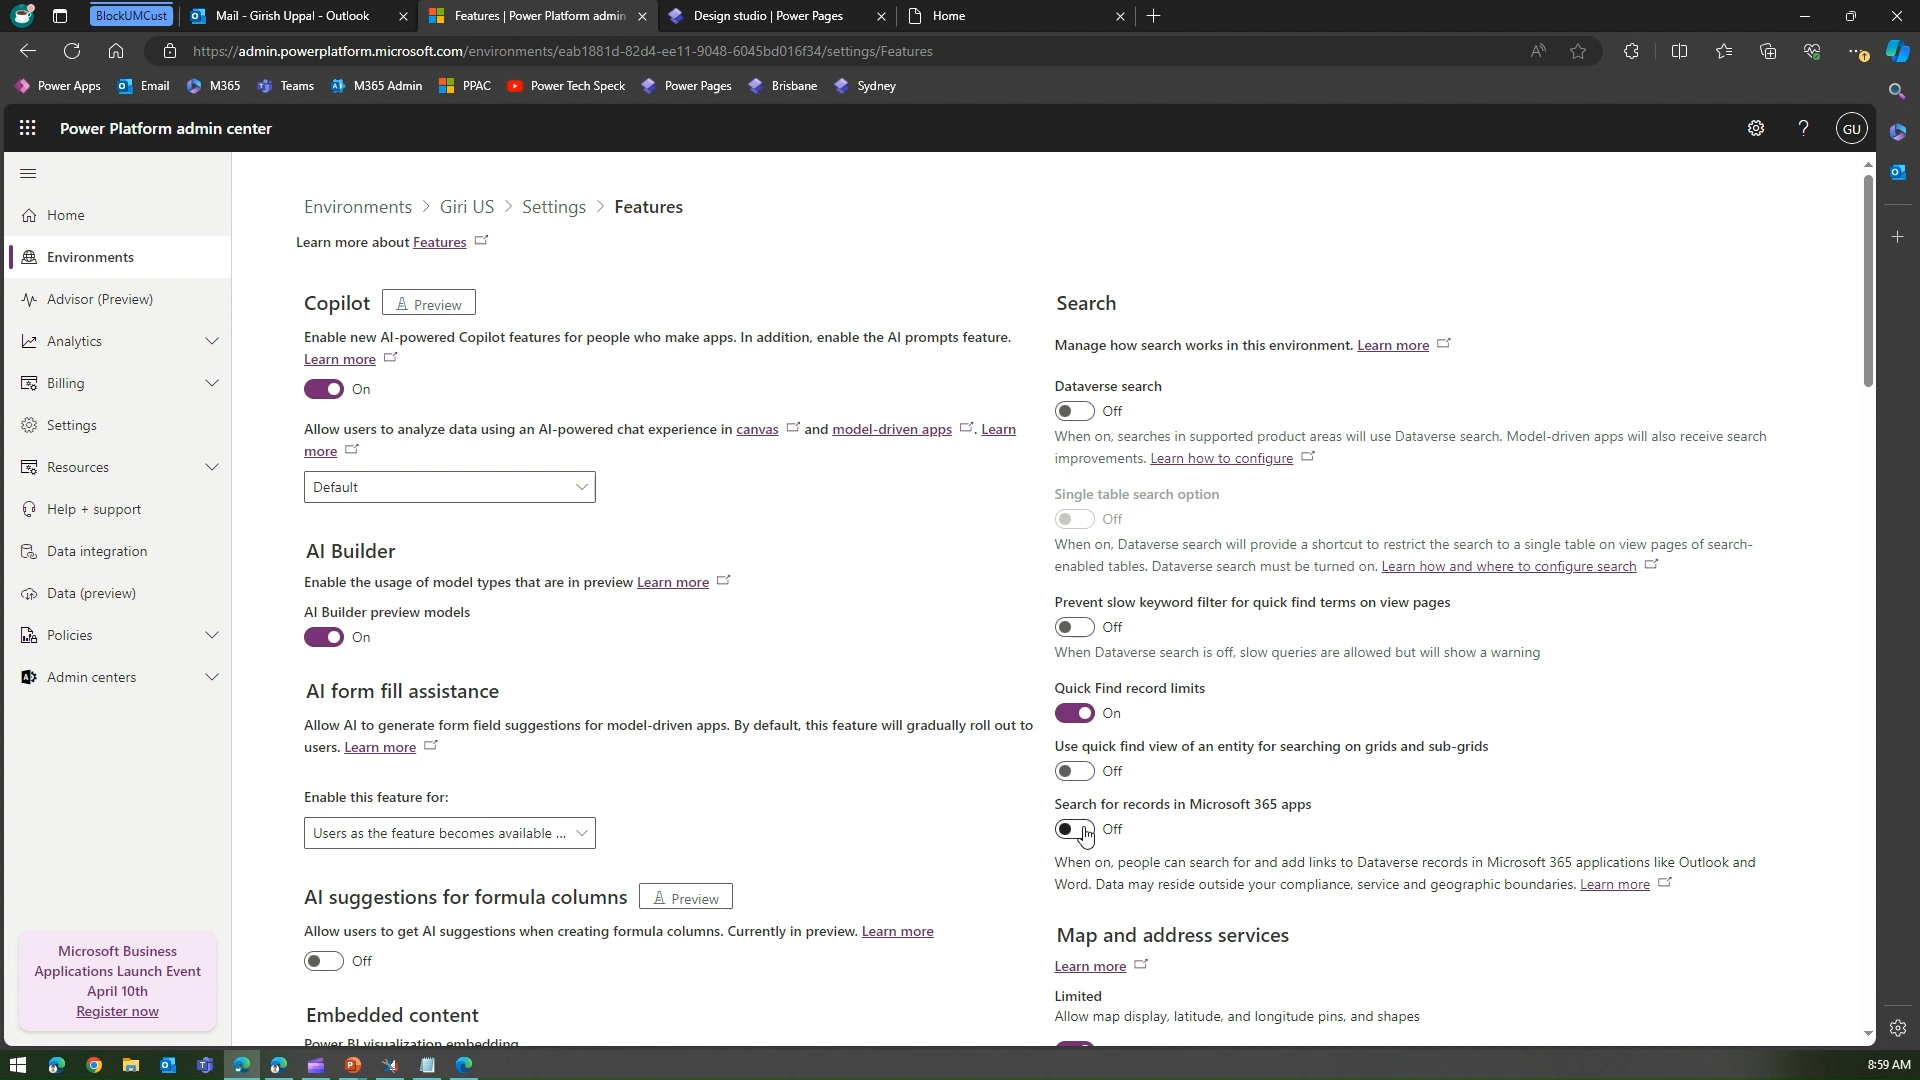 BlockUMCust
Mail - Girish Uppal - Outlook
Features | Power Platform admin
Design studio | Power Pages
Home
https://admin.powerplatform.microsoft.com/environments/eab1881d-82d4-ee11-9048-6045bd016f34/settings/Features
Power Apps
Email
M365
Teams
M365 Admin
PPAC
Power Tech Speck
Power Pages
Brisbane
Sydney
Power Platform admin center
GU
Home
Environments
Advisor (Preview)
Analytics
Billing
Settings
Resources
Help + support
Data integration
Data (preview)
Policies
Admin centers
Microsoft Business
Applications Launch Event
April 10th
Register now
Environments > Giri US > Settings > Features
Learn more about Features
Copilot
Preview
Enable new AI-powered Copilot features for people who make apps. In addition, enable the AI prompts feature.
Learn more
On
Allow users to analyze data using an AI-powered chat experience in canvas and model-driven apps . Learn
more
Default
AI Builder
Enable the usage of model types that are in preview Learn more
AI Builder preview models
On
AI form fill assistance
Allow AI to generate form field suggestions for model-driven apps. By default, this feature will gradually roll out to
users. Learn more
Enable this feature for:
Users as the feature becomes available ...
AI suggestions for formula columns
Preview
Allow users to get AI suggestions when creating formula columns. Currently in preview. Learn more
Off
Embedded content
Power BI visualization embedding
Search
Manage how search works in this environment. Learn more
Dataverse search
Off
When on, searches in supported product areas will use Dataverse search. Model-driven apps will also receive search
improvements. Learn how to configure
Single table search option
Off
When on, Dataverse search will provide a shortcut to restrict the search to a single table on view pages of search-
enabled tables. Dataverse search must be turned on. Learn how and where to configure search
Prevent slow keyword filter for quick find terms on view pages
Off
When Dataverse search is off, slow queries are allowed but will show a warning
Quick Find record limits
On
Use quick find view of an entity for searching on grids and sub-grids
Off
Search for records in Microsoft 365 apps
Off
When on, people can search for and add links to Dataverse records in Microsoft 365 applications like Outlook and
Word. Data may reside outside your compliance, service and geographic boundaries. Learn more
Map and address services
Learn more
Limited
Allow map display, latitude, and longitude pins, and shapes
8:59 AM